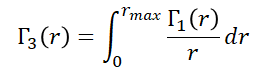 Γ₃(r) = ∫₀^{rmax} Γ₁(r)/r dr